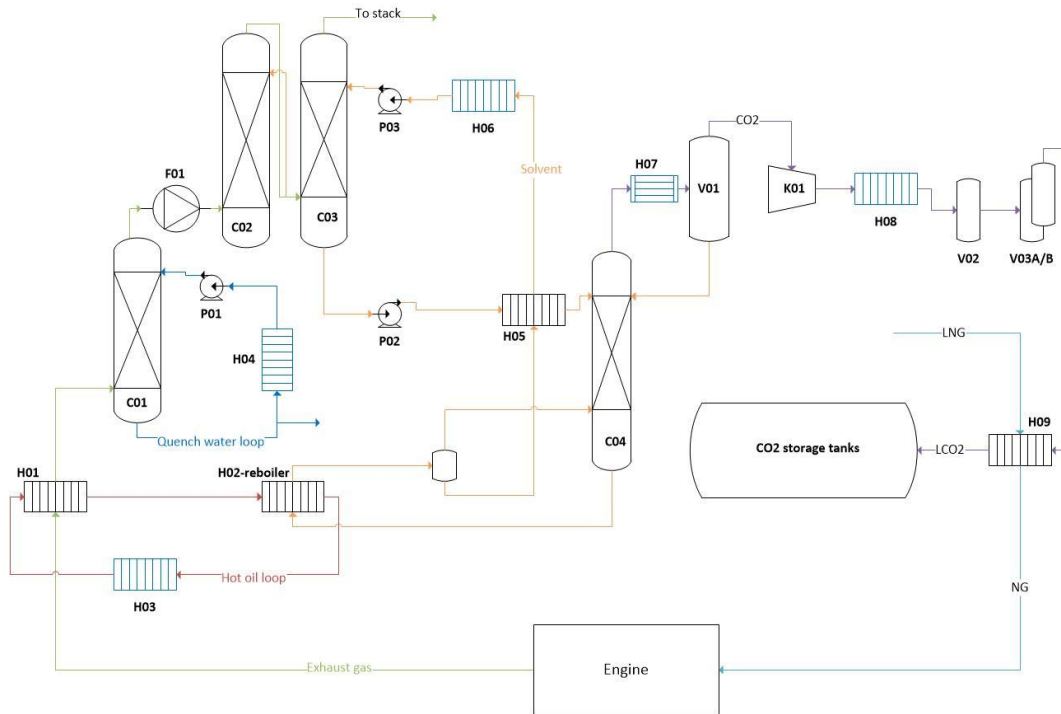 To stack
C02
C03
P03
H06
F01
Solvent
CO2
H07
V01
K01
H08
V02
V03A/B
C01
P01
H04
P02
H05
C04
Quench water loop
LNG
H09
CO2 storage tanks
LCO2
H01
H02-reboiler
Hot oil loop
H03
NG
Exhaust gas
Engine